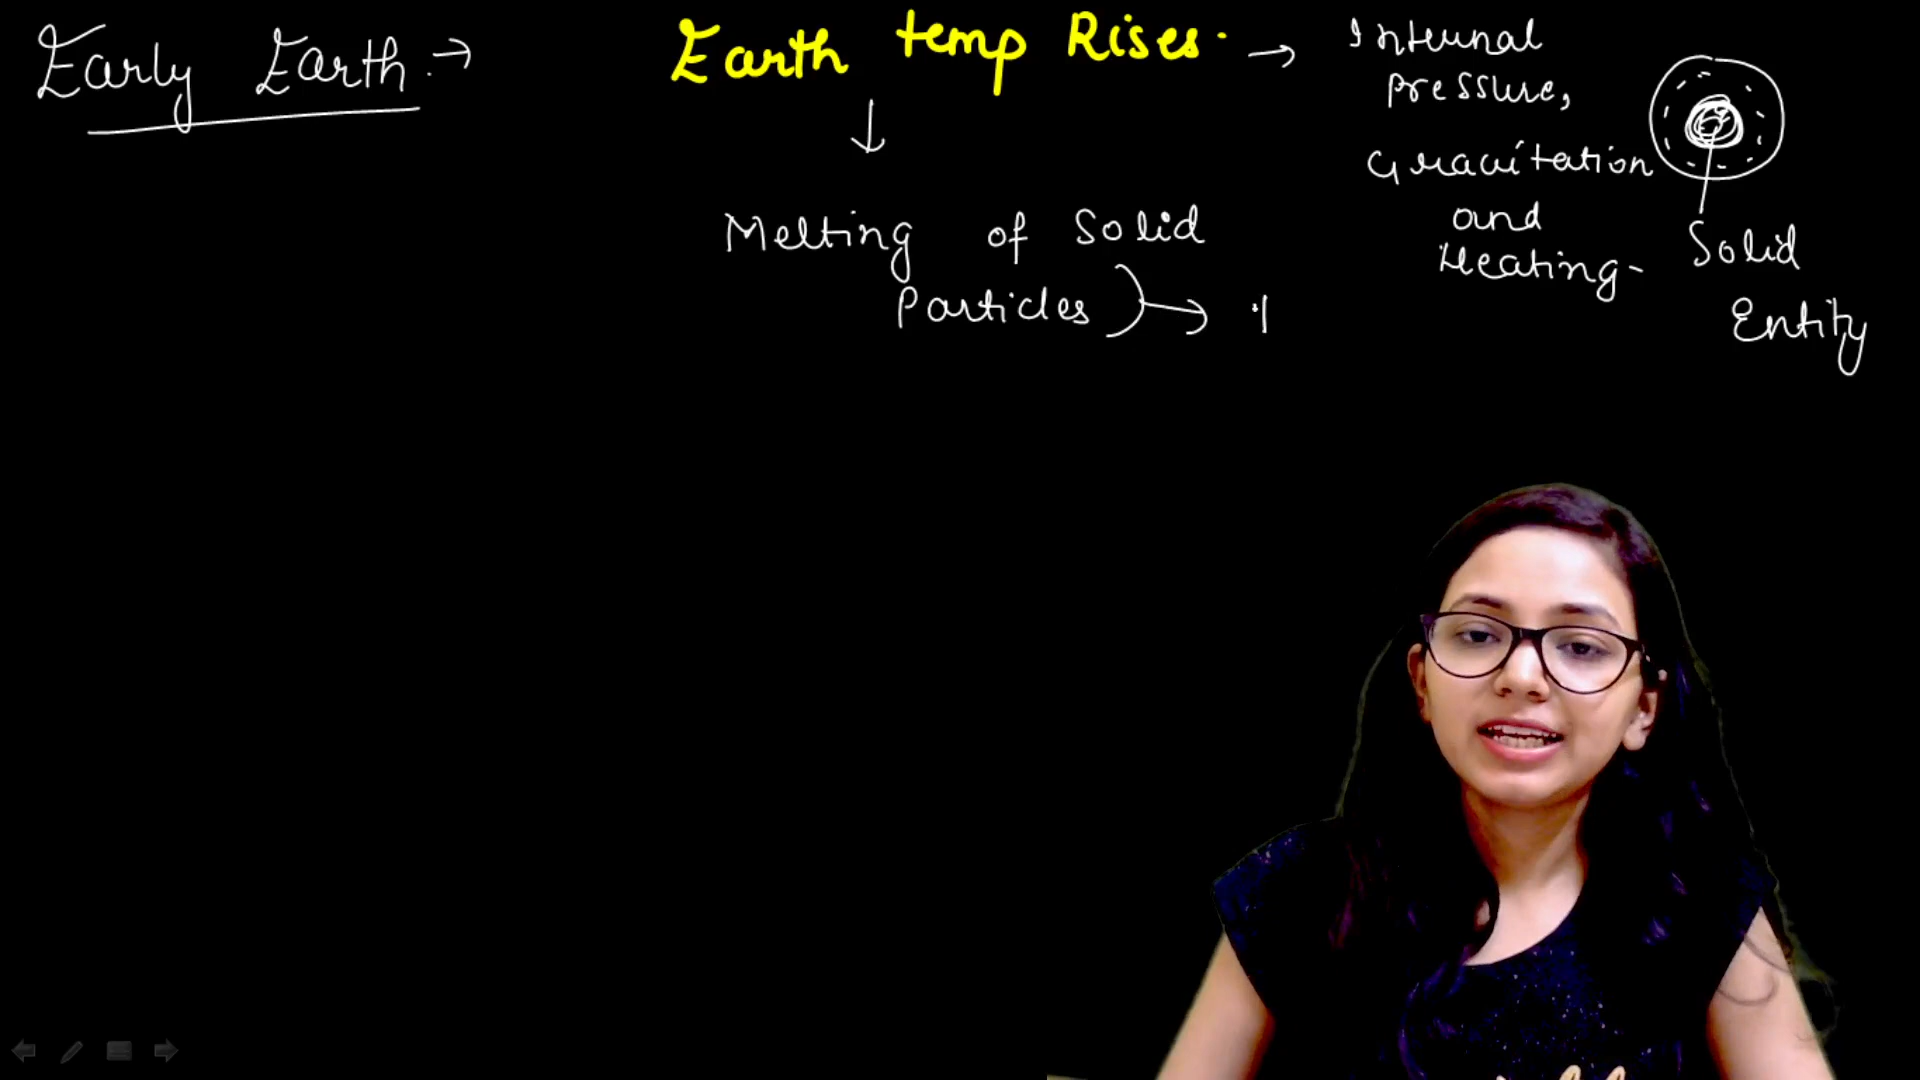 Early Earth. →
Earth temp Rises. →
Internal
pressure,
Gravitation
and
Heating-
Solid
Entity
↓
Melting of Solid
Particles →